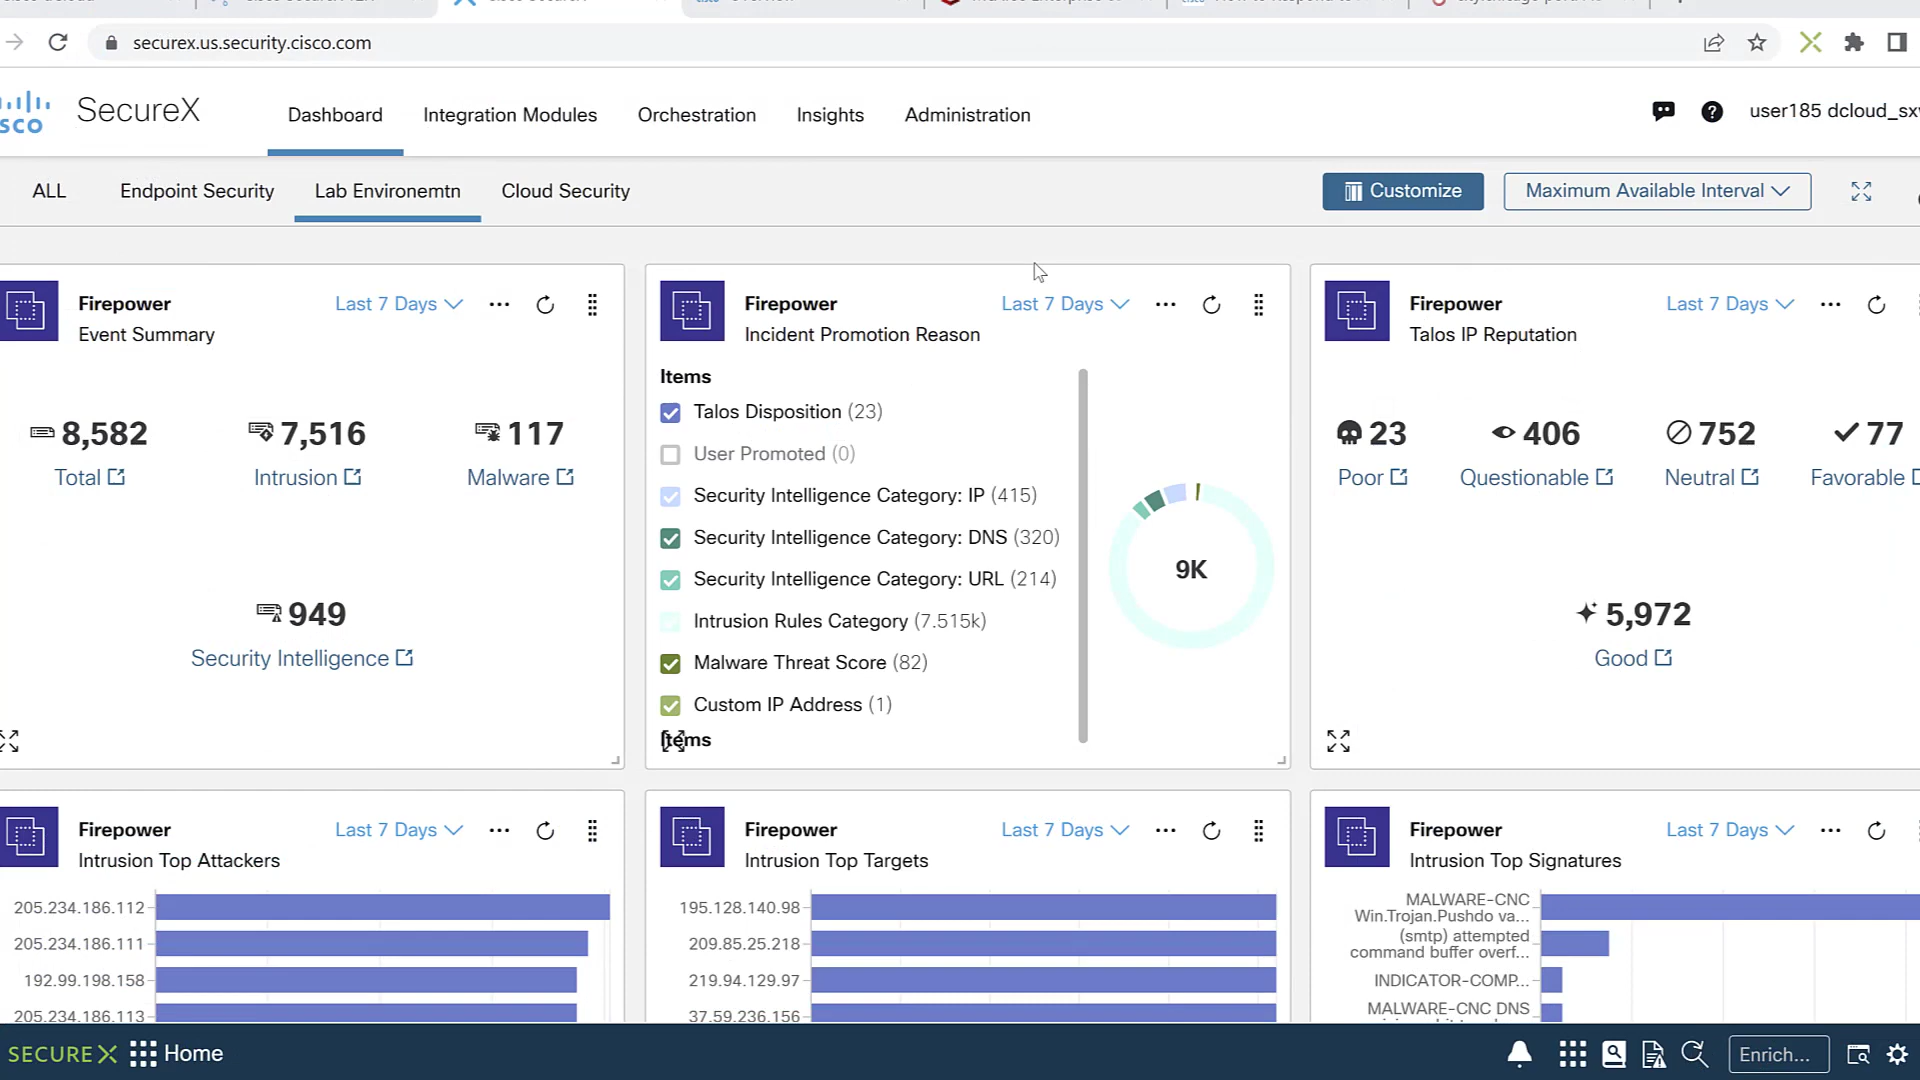 securex.us.security.cisco.com
SecureX
Dashboard
Integration Modules
Orchestration
Insights
Administration
user185 dcloud_sxv
ALL
Endpoint Security
Lab Environemtn
Cloud Security
Customize
Maximum Available Interval
Firepower
Event Summary
Last 7 Days
8,582
Total
7,516
Intrusion
117
Malware
949
Security Intelligence
Firepower
Incident Promotion Reason
Last 7 Days
Items
Talos Disposition (23)
User Promoted (0)
Security Intelligence Category: IP (415)
Security Intelligence Category: DNS (320)
Security Intelligence Category: URL (214)
Intrusion Rules Category (7.515k)
Malware Threat Score (82)
Custom IP Address (1)
Items
9K
Firepower
Talos IP Reputation
Last 7 Days
23
Poor
406
Questionable
752
Neutral
77
Favorable
5,972
Good
Firepower
Intrusion Top Attackers
Last 7 Days
205.234.186.112
205.234.186.111
192.99.198.158
205.234.186.113
Firepower
Intrusion Top Targets
Last 7 Days
195.128.140.98
209.85.25.218
219.94.129.97
37.59.236.156
Firepower
Intrusion Top Signatures
Last 7 Days
MALWARE-CNC
Win.Trojan.Pushdo va...
(smtp) attempted
command buffer overf...
INDICATOR-COMP...
MALWARE-CNC DNS
SECUREX
Home
Enrich...